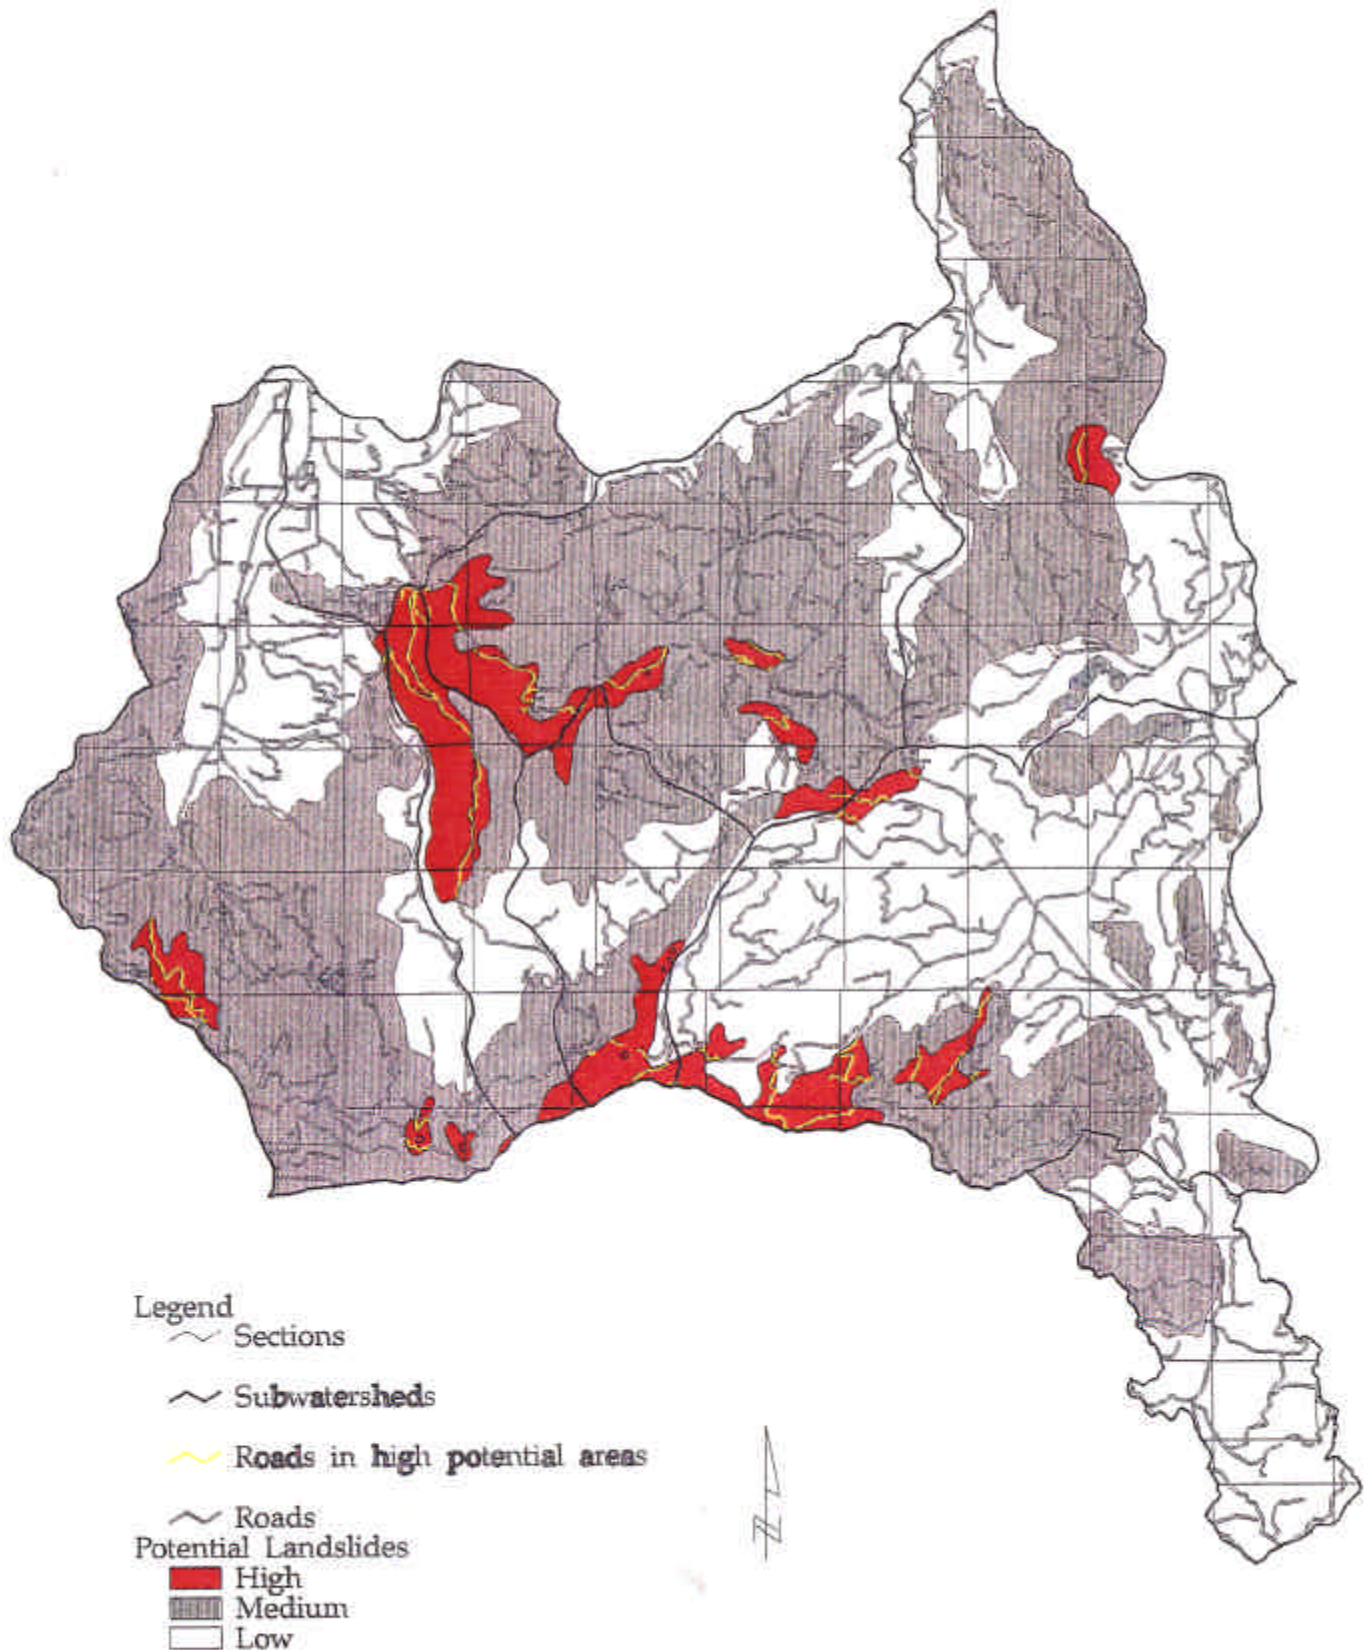 Legend
Sections
Subwatersheds
Roads in high potential areas
Roads
Potential Landslides
High
Medium
Low